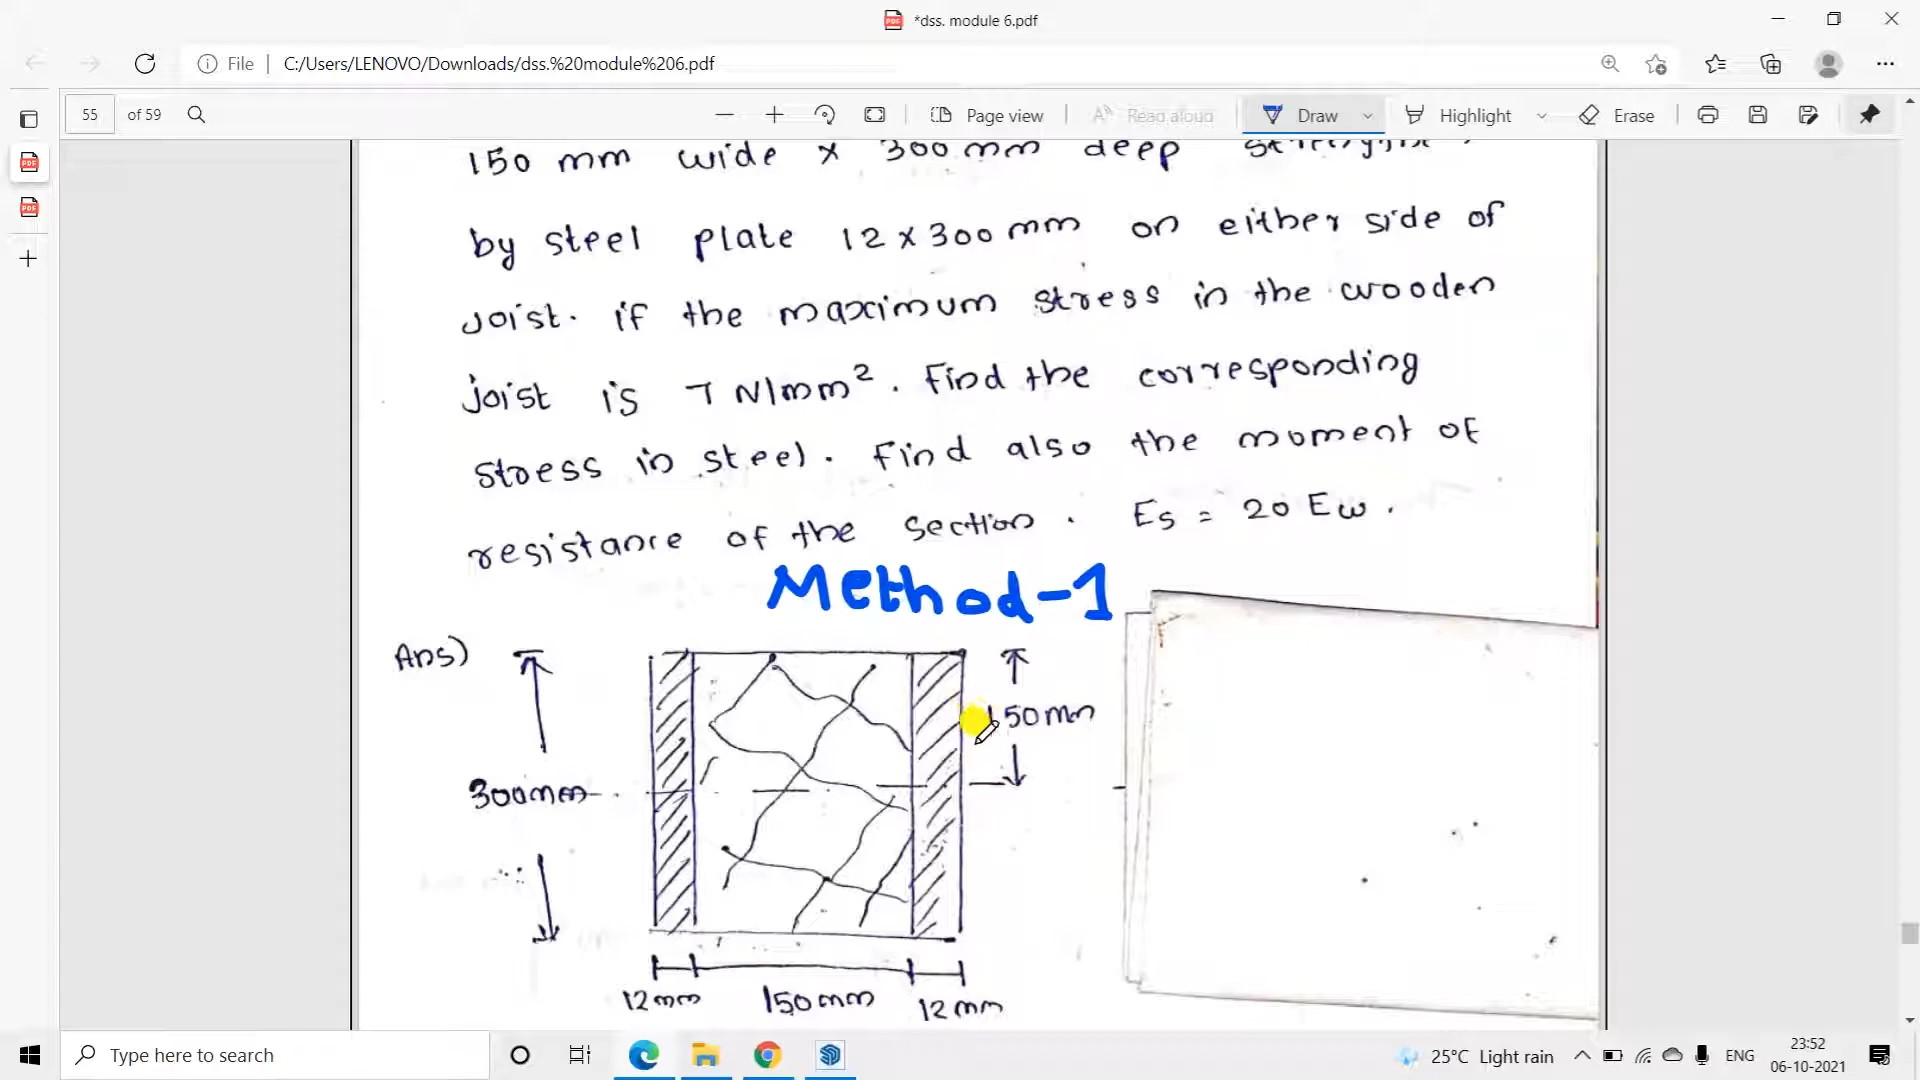 *dss. module 6.pdf
File
C:/Users/LENOVO/Downloads/dss.%20module%206.pdf
55 of 59
Page view
Read aloud
Draw
Highlight
Erase
150 mm wide x 300 mm deep
by steel plate 12 x 300 mm on either side of
Joist. if the maximum stress in the wooden
joist is 7 N/mm². Find the corresponding
stress in steel. Find also the moment of
resistance of the section. Es = 20 Ew.
Method-1
Ans)
150mm
300mm
12mm 150mm 12mm
Type here to search
25°C Light rain
ENG
23:52
06-10-2021